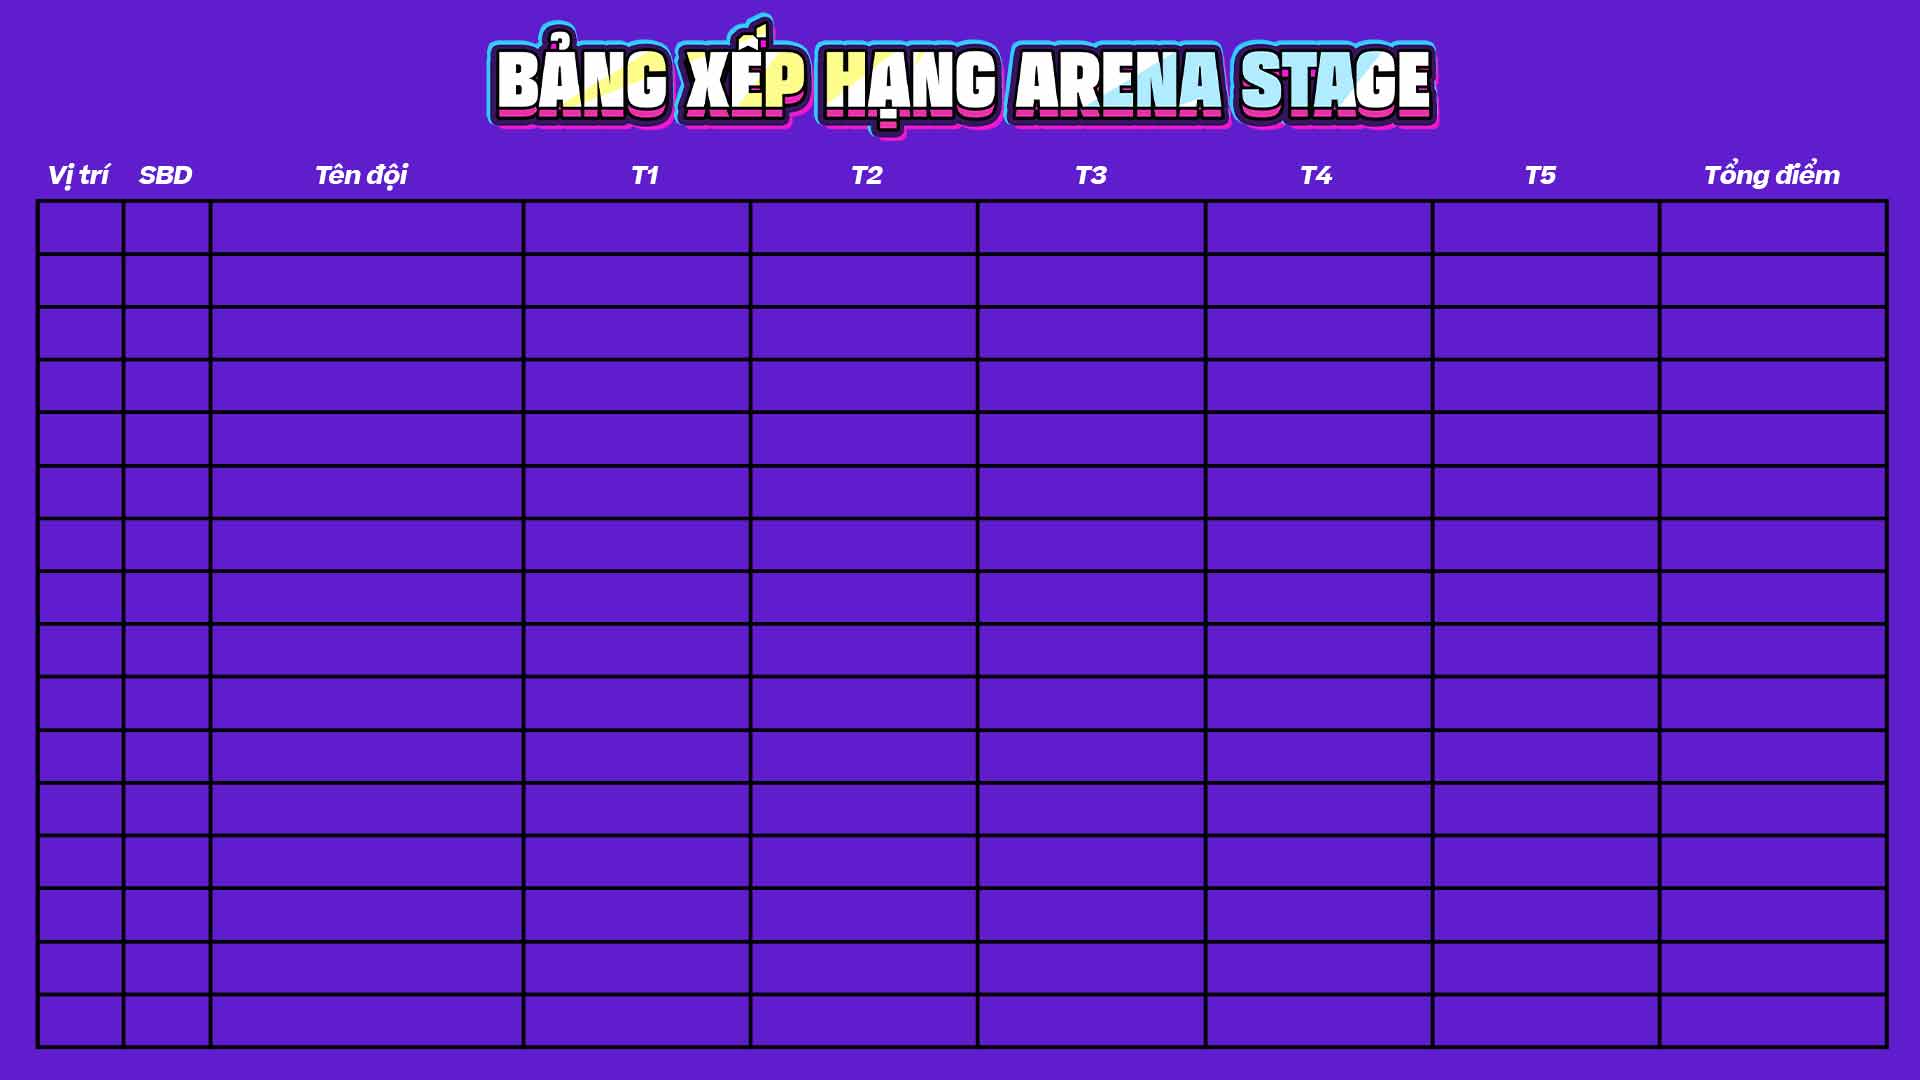 BẢNG XẾP HẠNG ARENA STAGE
Vị trí SBD Tên đội T1 T2 T3 T4 T5 Tổng điểm